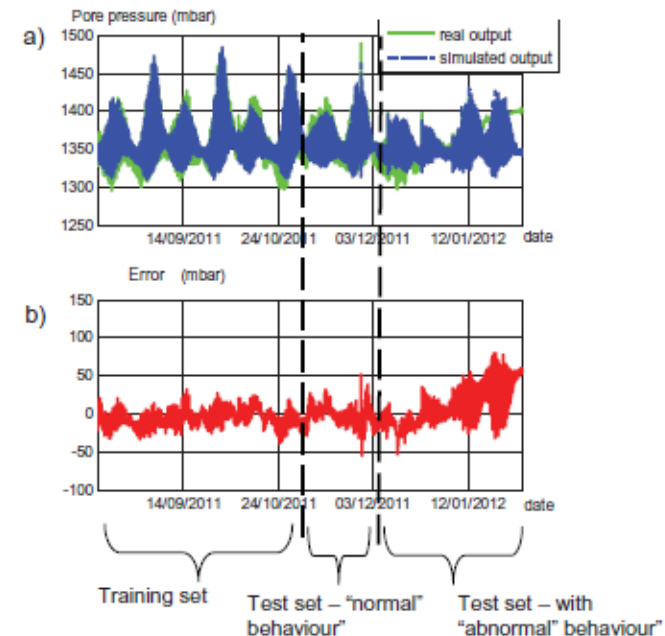 Pore pressure (mbar)
a)
real output
simulated output
1500
1450
1400
1350
1300
1250
14/09/2011 24/10/2011 03/12/2011 12/01/2012 date
Error (mbar)
b)
150
100
50
0
-50
-100
14/09/2011 24/10/2011 03/12/2011 12/01/2012 date
Training set
Test set – “normal”
behaviour”
Test set – with
“abnormal” behaviour”